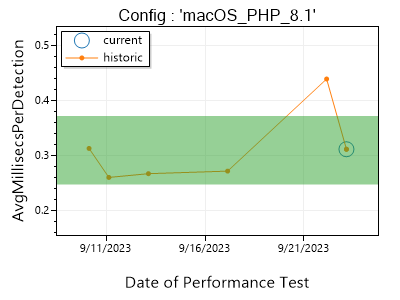 Config : 'macOS_PHP_8.1'
current
historic
AvgMillisecsPerDetection
0.5
0.4
0.3
0.2
9/11/2023
9/16/2023
9/21/2023
Date of Performance Test